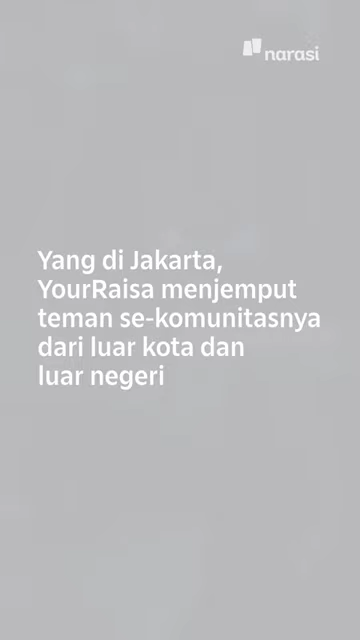 narasi
Yang di Jakarta,
YourRaisa menjemput
teman se-komunitasnya
dari luar kota dan
luar negeri